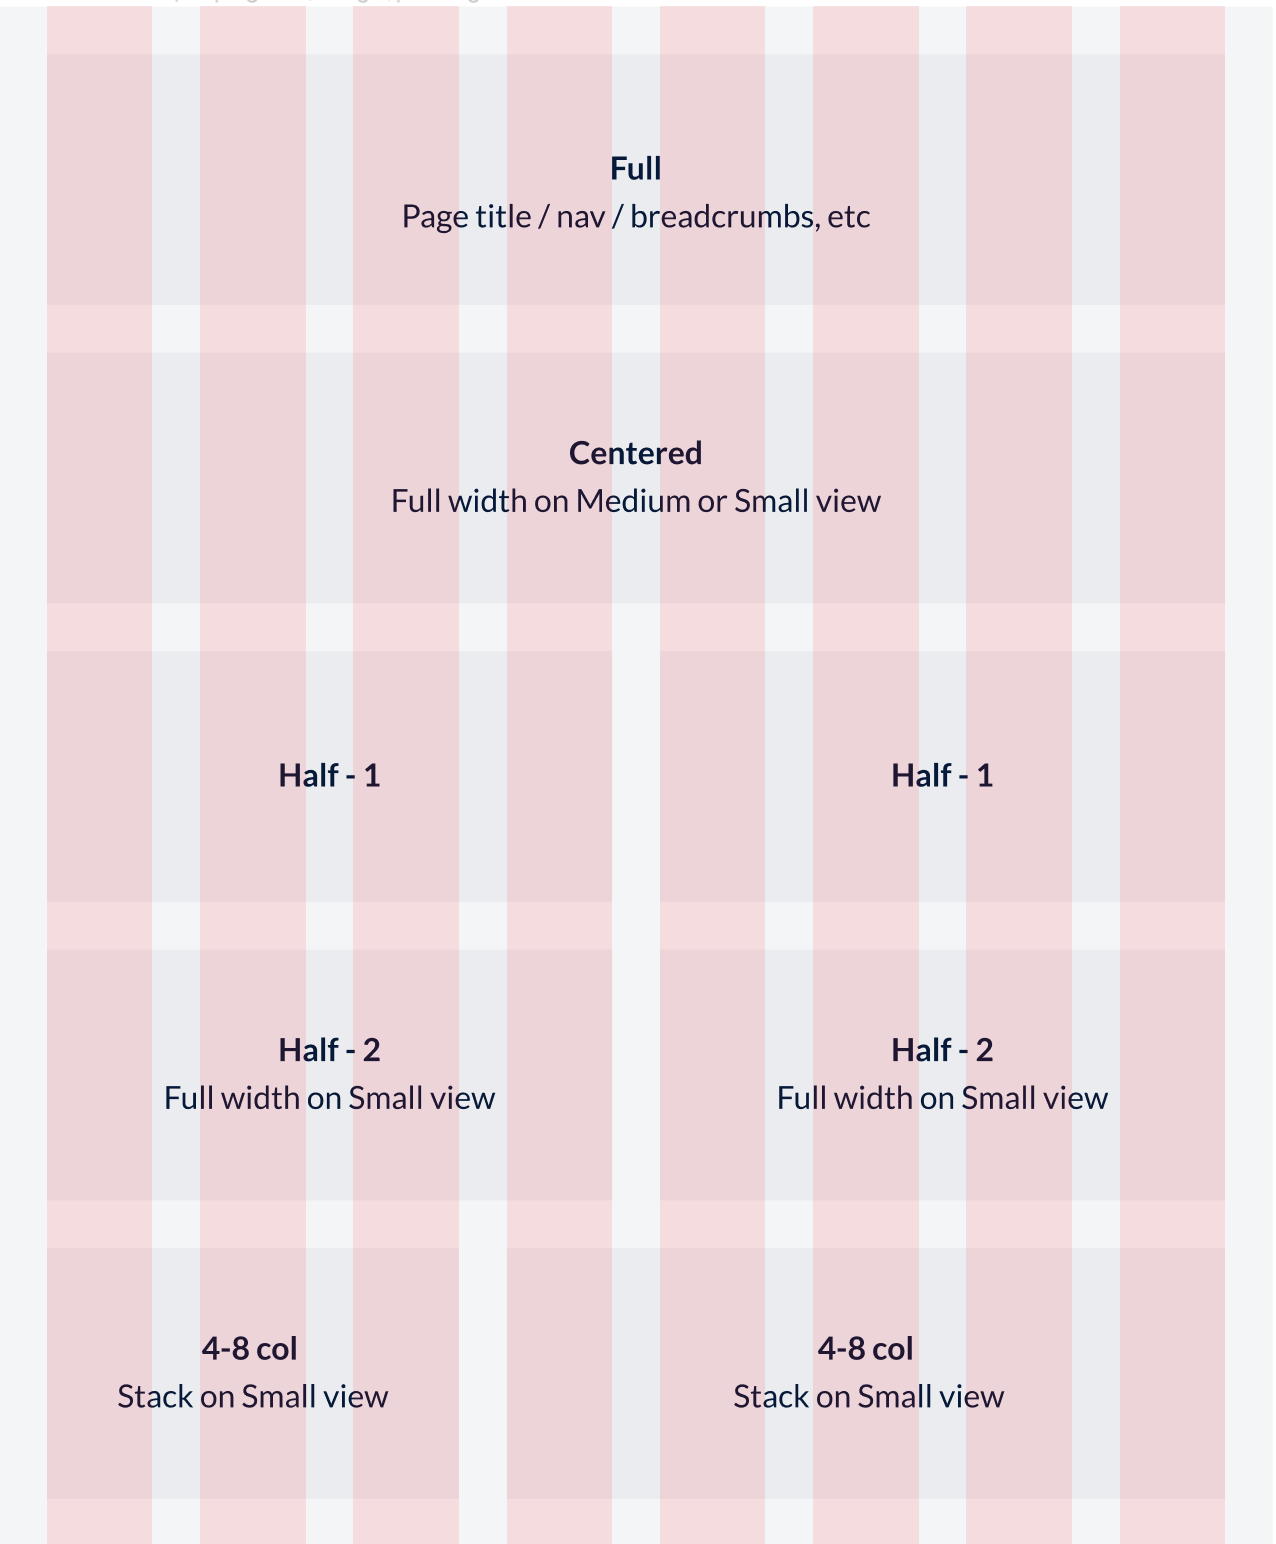 Full
Page title / nav / breadcrumbs, etc
Centered
Full width on Medium or Small view
Half - 1
Half - 1
Half - 2
Full width on Small view
Half - 2
Full width on Small view
4-8 col
Stack on Small view
4-8 col
Stack on Small view